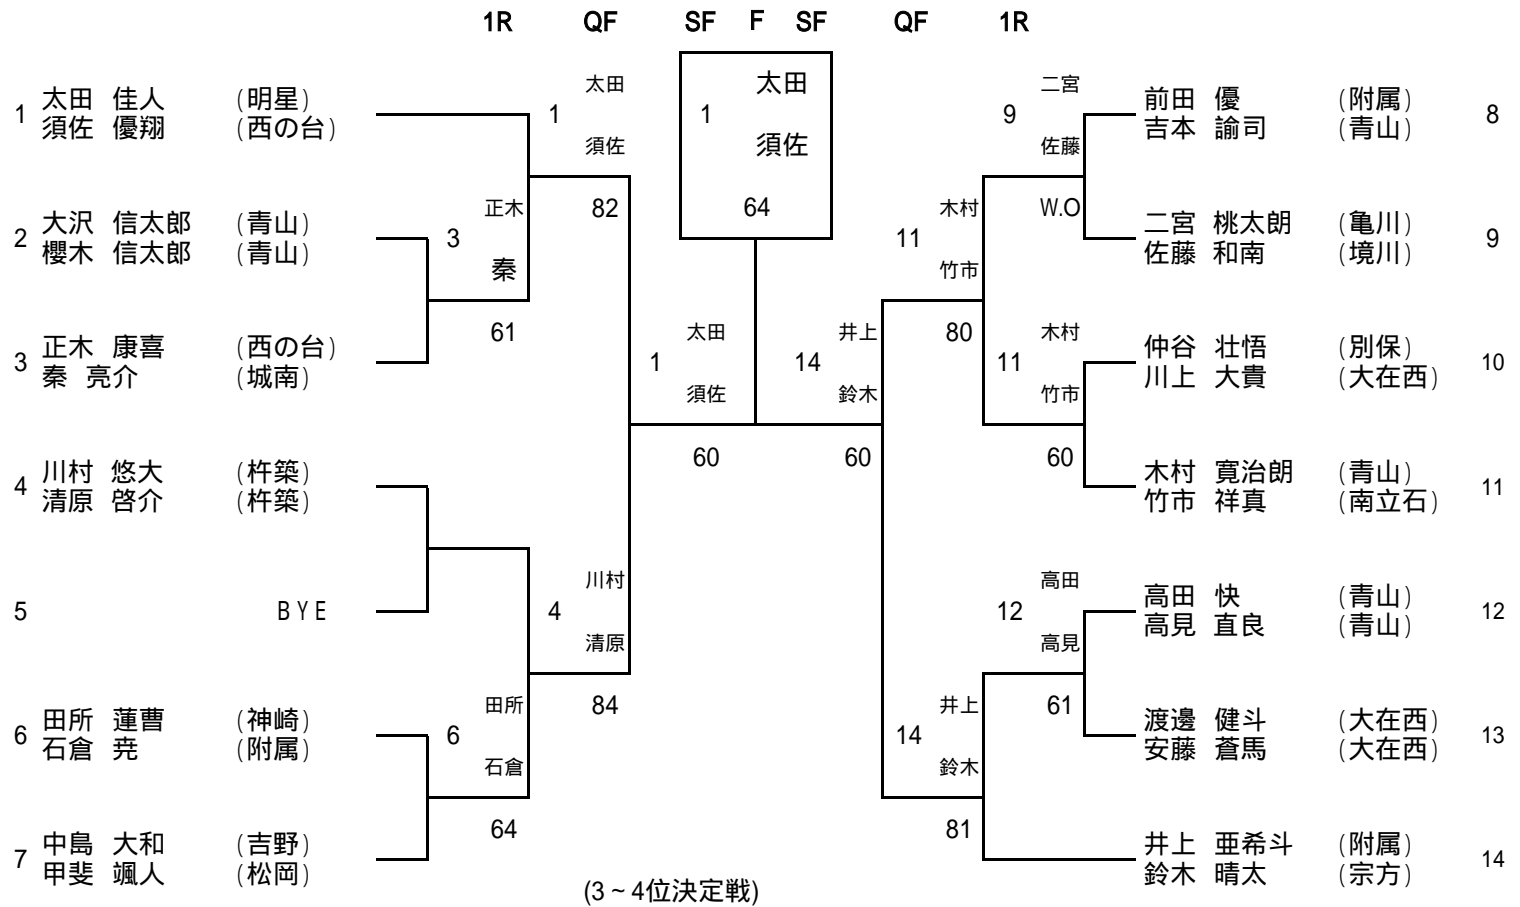 1R QF SF F SF QF 1R
1 太田 佳人 (明星)
須佐 優翔 (西の台)
2 大沢 信太郎 (青山)
櫻木 信太郎 (青山)
3 正木 康喜 (西の台)
秦 亮介 (城南)
4 川村 悠大 (杵築)
清原 啓介 (杵築)
5 BYE
6 田所 蓮曹 (神崎)
石倉 尭 (附属)
7 中島 大和 (吉野)
甲斐 颯人 (松岡)
正木
3
秦
61
田所
6
石倉
64
太田
1
須佐
82
川村
4
清原
84
太田
1
須佐
60
太田
1
須佐
64
井上
14
鈴木
60
木村
11
竹市
80
井上
14
鈴木
81
二宮
9
佐藤
W.O
木村
11
竹市
60
高田
12
高見
61
前田 優 (附属) 8
吉本 諭司 (青山)
二宮 桃太朗 (亀川) 9
佐藤 和南 (境川)
仲谷 壮悟 (別保) 10
川上 大貴 (大在西)
木村 寛治朗 (青山) 11
竹市 祥真 (南立石)
高田 快 (青山) 12
高見 直良 (青山)
渡邊 健斗 (大在西) 13
安藤 蒼馬 (大在西)
井上 亜希斗 (附属) 14
鈴木 晴太 (宗方)
(3～4位決定戦)